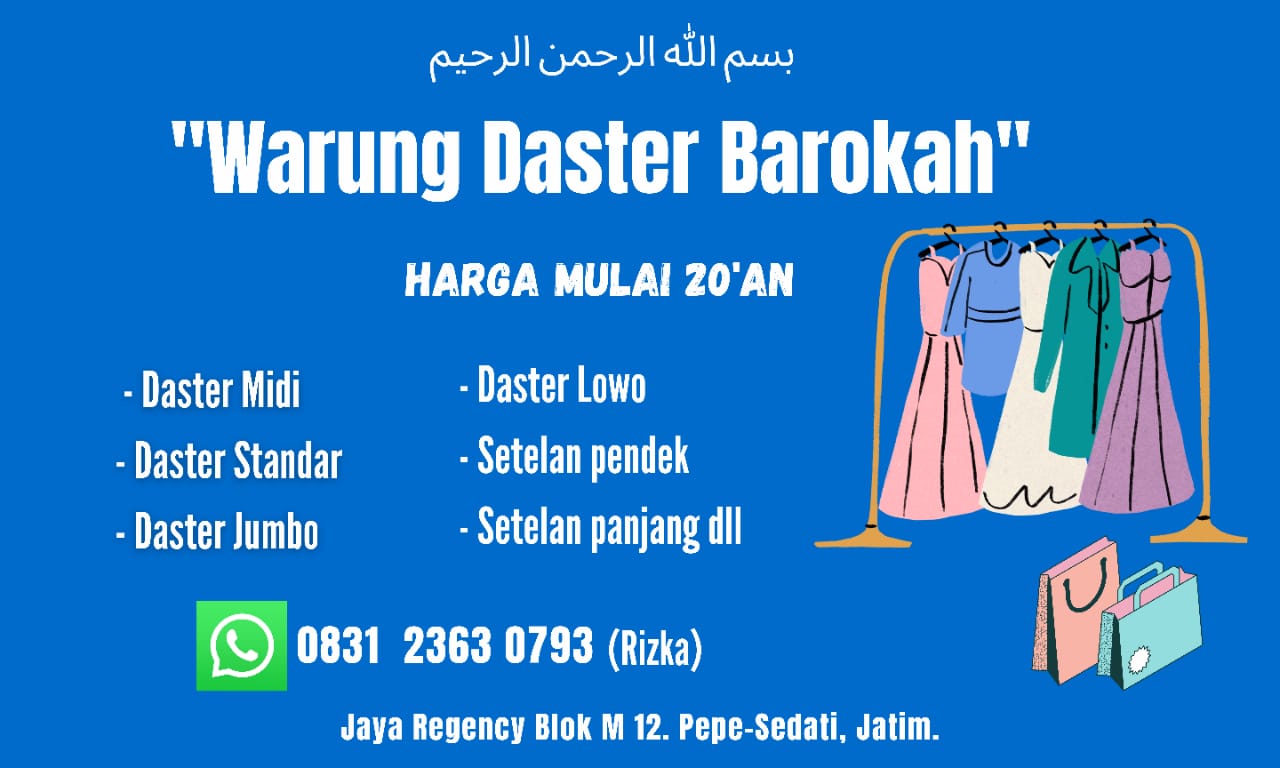 بسم الله الرحمن الرحيم
"Warung Daster Barokah"
HARGA MULAI 20'AN
- Daster Midi
- Daster Standar
- Daster Jumbo
- Daster Lowo
- Setelan pendek
- Setelan panjang dll
0831 2363 0793 (Rizka)
Jaya Regency Blok M 12. Pepe-Sedati, Jatim.